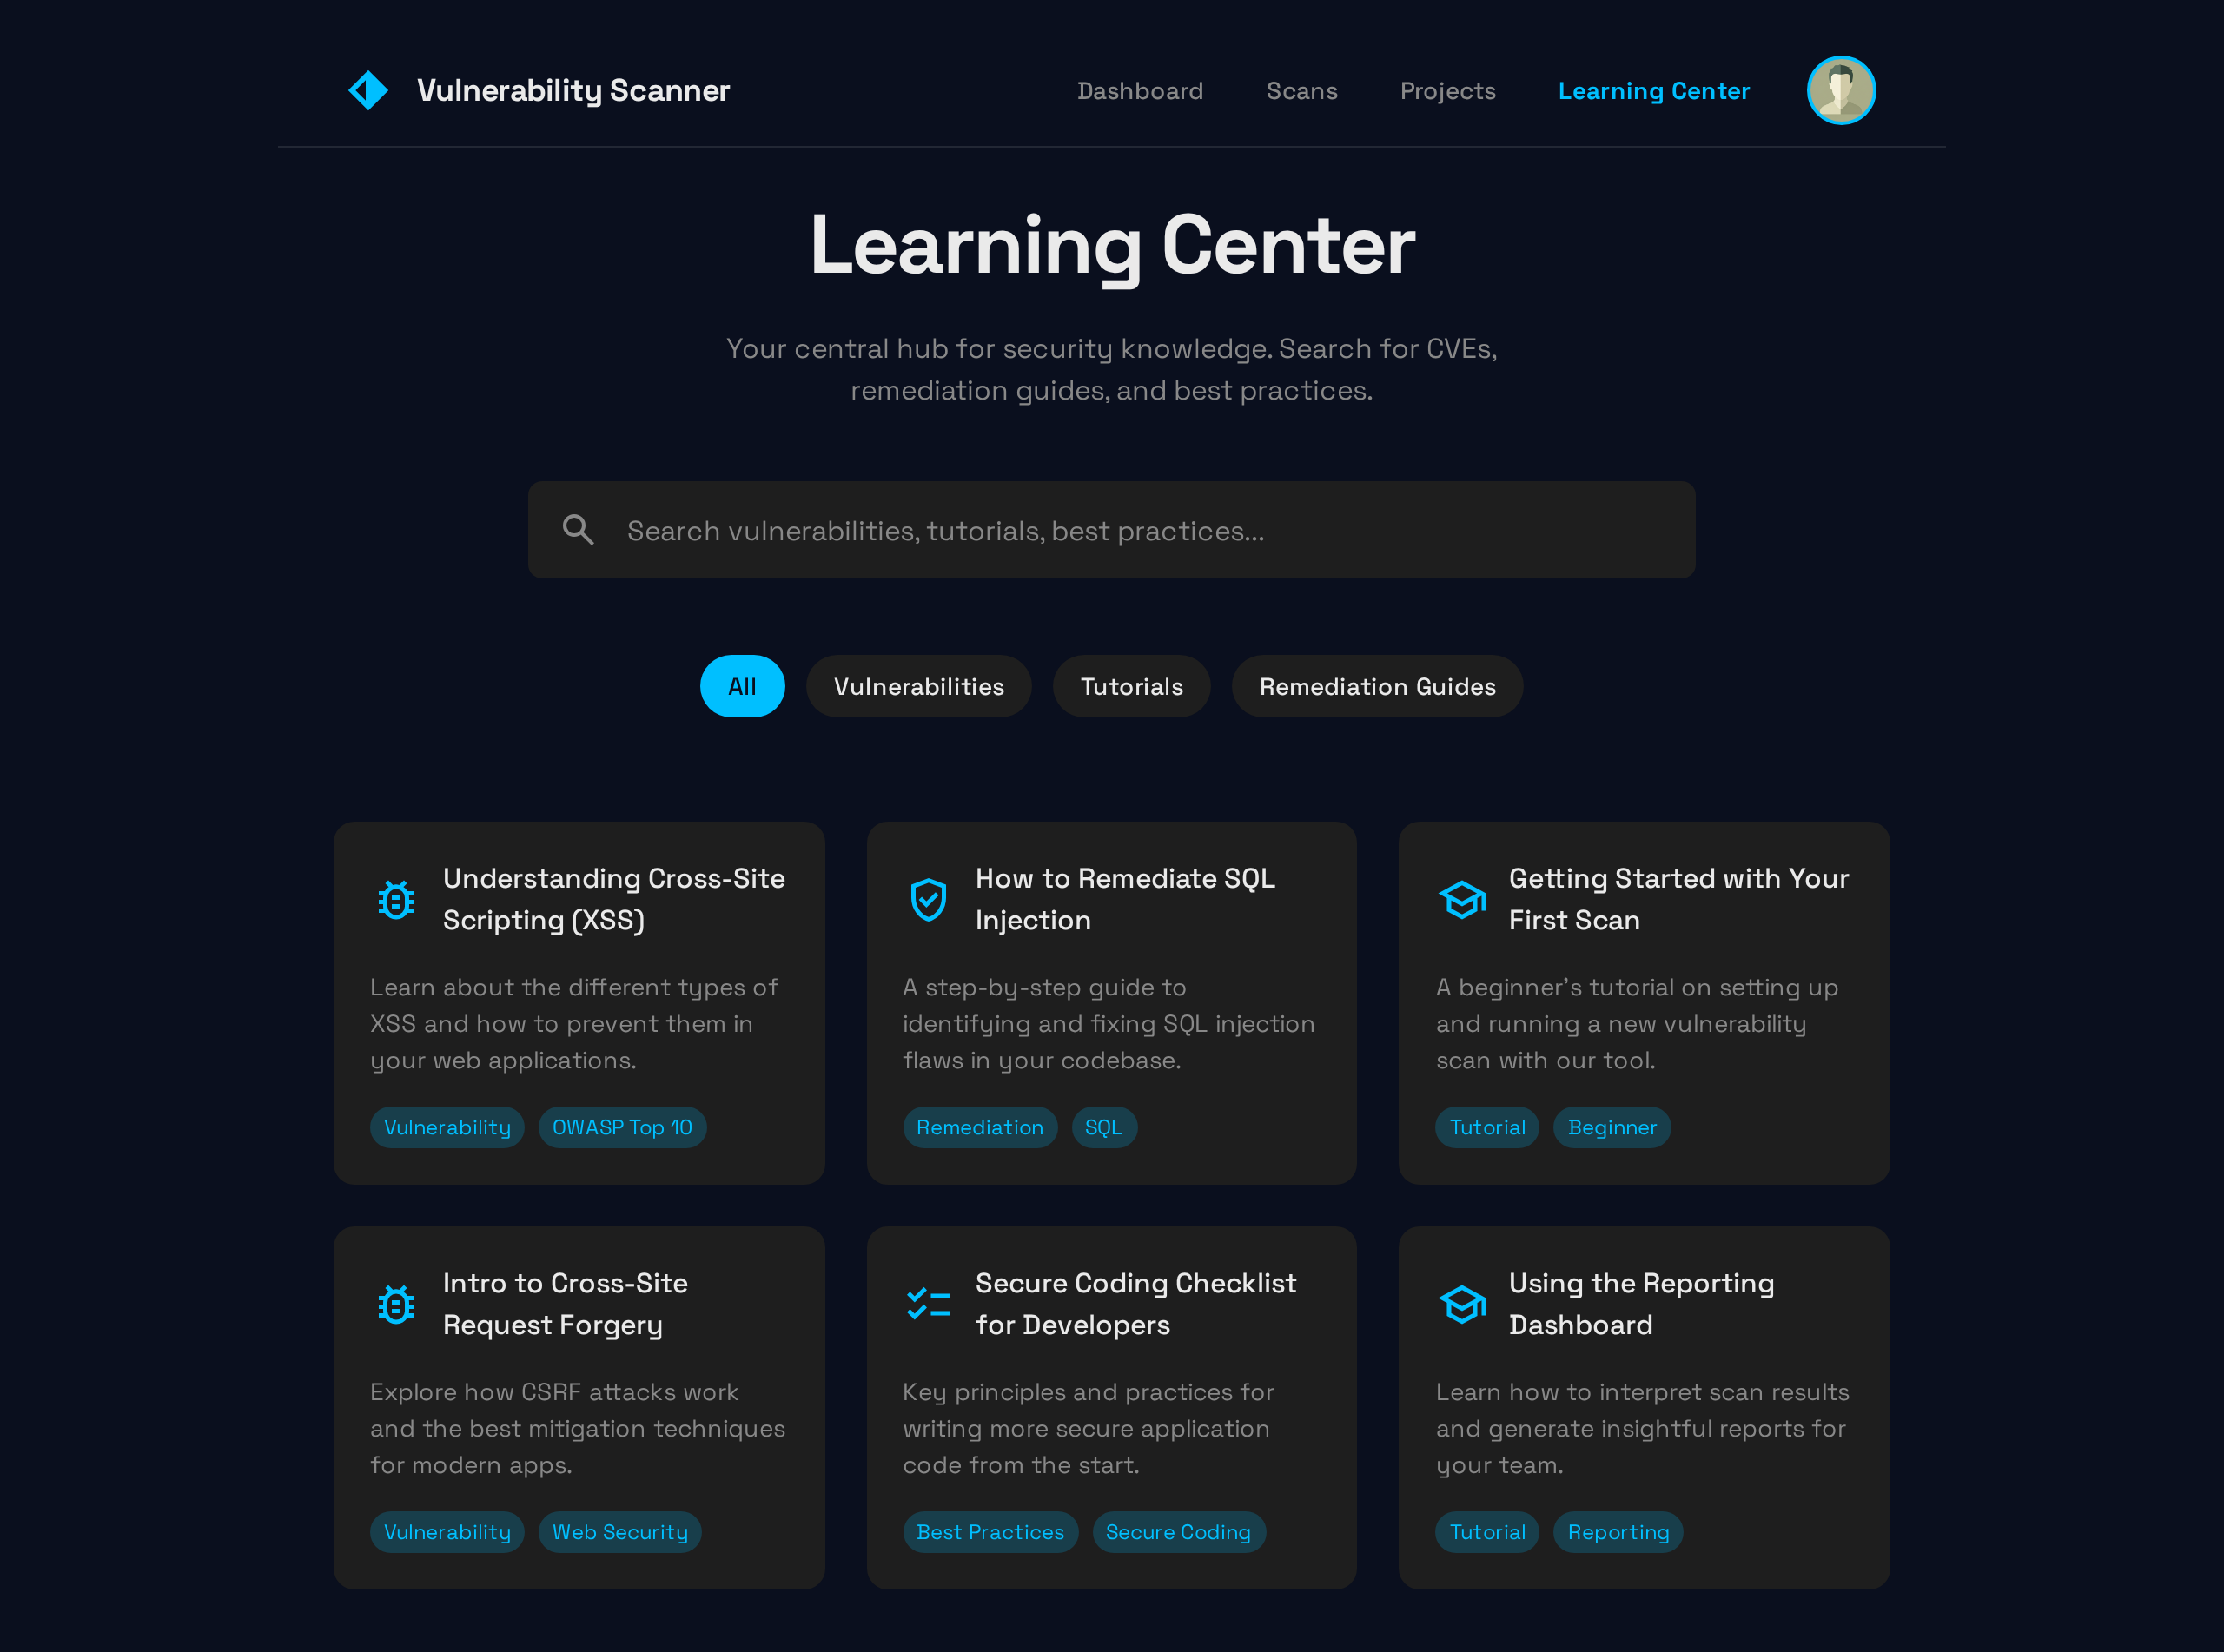 Vulnerability Scanner
Dashboard
Scans
Projects
Learning Center
Learning Center
Your central hub for security knowledge. Search for CVEs,
remediation guides, and best practices.
Search vulnerabilities, tutorials, best practices...
All
Vulnerabilities
Tutorials
Remediation Guides
Understanding Cross-Site
Scripting (XSS)
Learn about the different types of
XSS and how to prevent them in
your web applications.
Vulnerability
OWASP Top 10
How to Remediate SQL
Injection
A step-by-step guide to
identifying and fixing SQL injection
flaws in your codebase.
Remediation
SQL
Getting Started with Your
First Scan
A beginner's tutorial on setting up
and running a new vulnerability
scan with our tool.
Tutorial
Beginner
Intro to Cross-Site
Request Forgery
Explore how CSRF attacks work
and the best mitigation techniques
for modern apps.
Vulnerability
Web Security
Secure Coding Checklist
for Developers
Key principles and practices for
writing more secure application
code from the start.
Best Practices
Secure Coding
Using the Reporting
Dashboard
Learn how to interpret scan results
and generate insightful reports for
your team.
Tutorial
Reporting